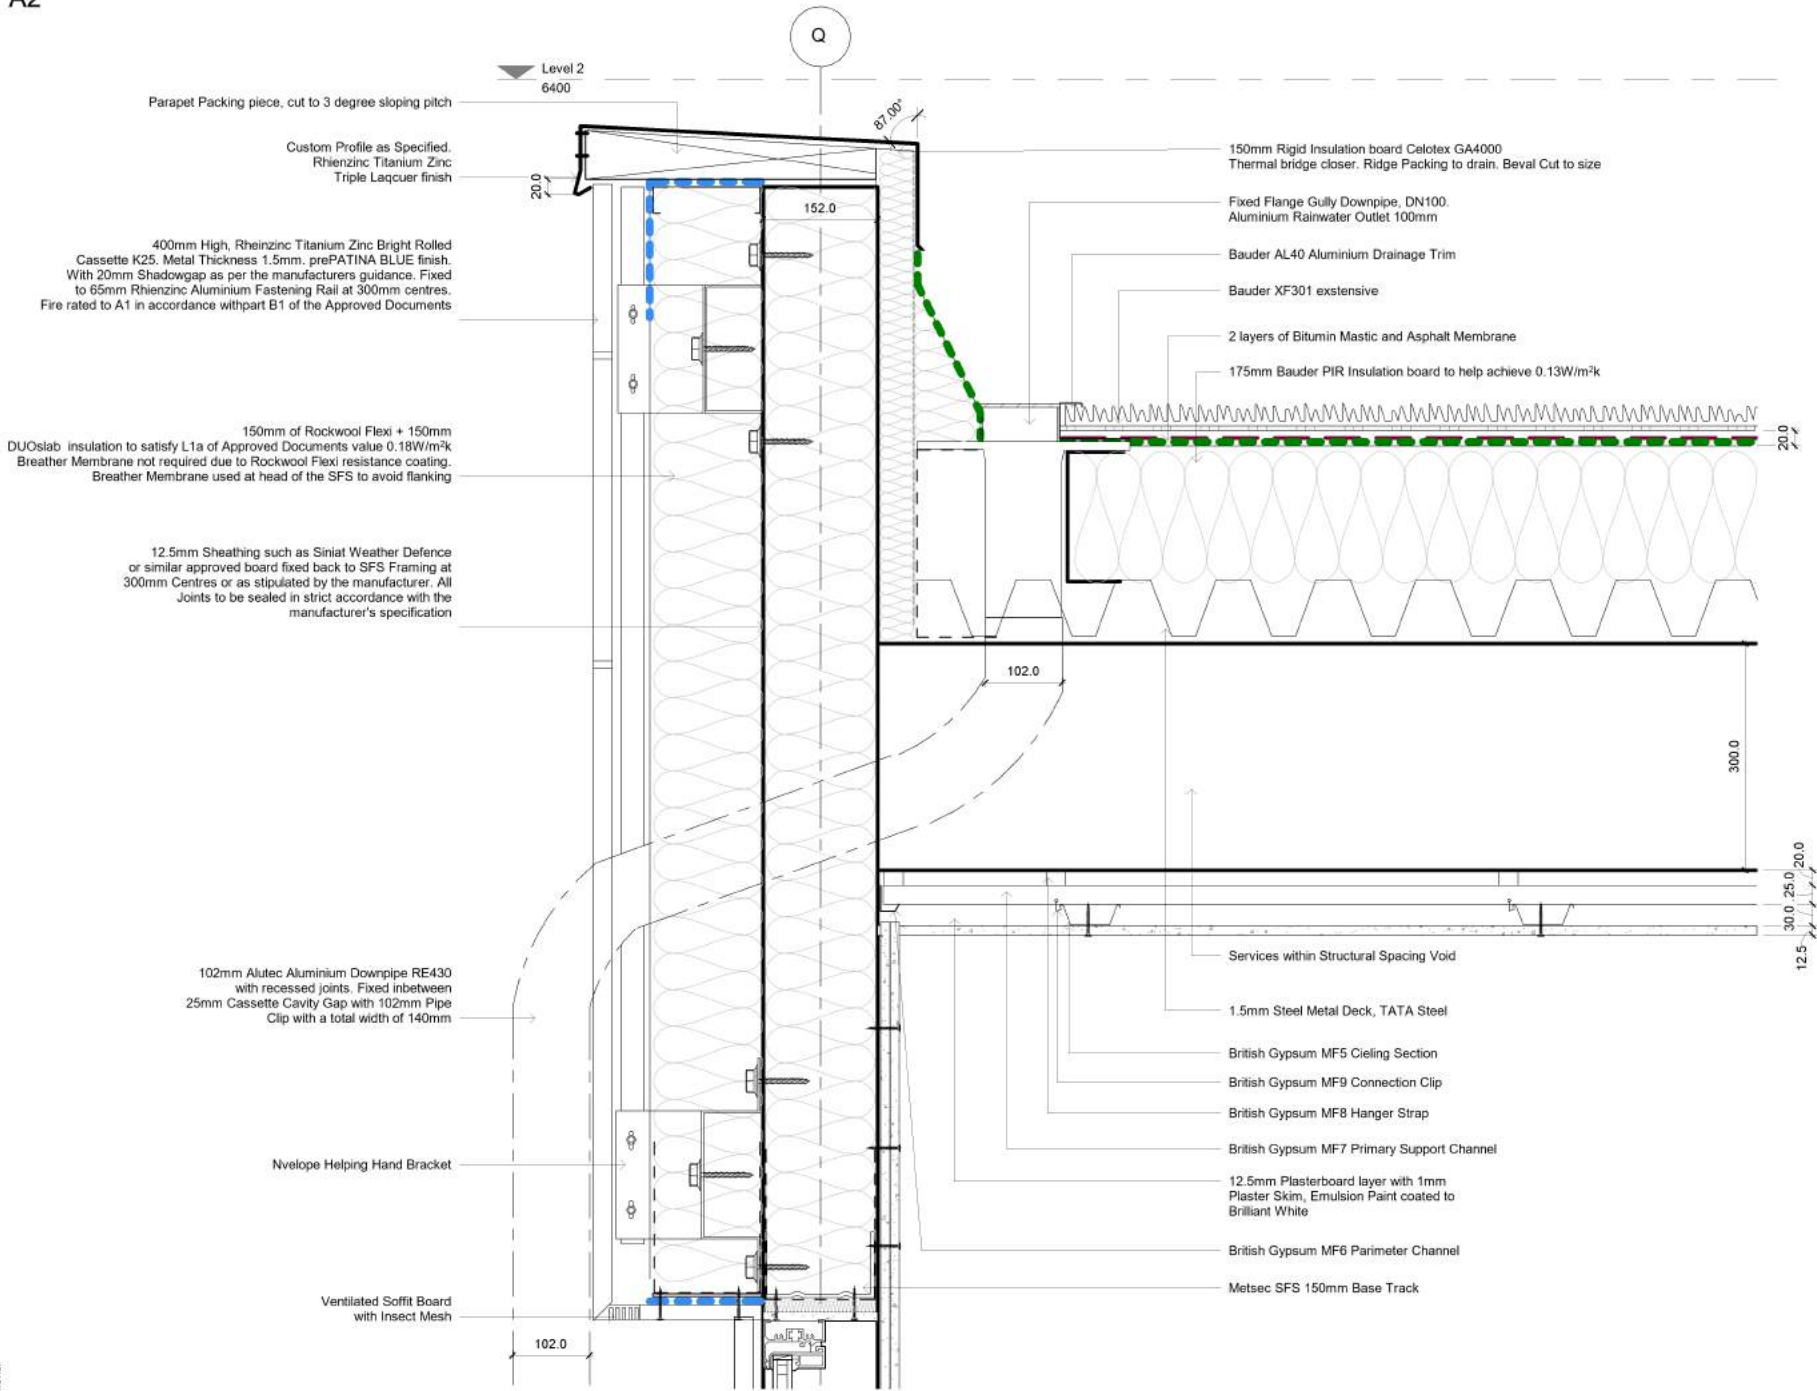 A2
Q
Level 2
6400
Parapet Packing piece, cut to 3 degree sloping pitch
Custom Profile as Specified.
Rhienzinc Titanium Zinc
Triple Laqcuer finish
20.0
400mm High, Rheinzinc Titanium Zinc Bright Rolled
Cassette K25. Metal Thickness 1.5mm. prePATINA BLUE finish.
With 20mm Shadowgap as per the manufacturers guidance. Fixed
to 65mm Rhienzinc Aluminium Fastening Rail at 300mm centres.
Fire rated to A1 in accordance withpart B1 of the Approved Documents
150mm of Rockwool Flexi + 150mm
DUOslab insulation to satisfy L1a of Approved Documents value 0.18W/m²k
Breather Membrane not required due to Rockwool Flexi resistance coating.
Breather Membrane used at head of the SFS to avoid flanking
12.5mm Sheathing such as Siniat Weather Defence
or similar approved board fixed back to SFS Framing at
300mm Centres or as stipulated by the manufacturer. All
Joints to be sealed in strict accordance with the
manufacturer's specification
102mm Alutec Aluminium Downpipe RE430
with recessed joints. Fixed inbetween
25mm Cassette Cavity Gap with 102mm Pipe
Clip with a total width of 140mm
Nvelope Helping Hand Bracket
Ventilated Soffit Board
with Insect Mesh
102.0
152.0
87.00°
102.0
150mm Rigid Insulation board Celotex GA4000
Thermal bridge closer. Ridge Packing to drain. Beval Cut to size
Fixed Flange Gully Downpipe, DN100.
Aluminium Rainwater Outlet 100mm
Bauder AL40 Aluminium Drainage Trim
Bauder XF301 exstensive
2 layers of Bitumin Mastic and Asphalt Membrane
175mm Bauder PIR Insulation board to help achieve 0.13W/m²k
20.0
300.0
20.0
25.0
30.0
12.5
Services within Structural Spacing Void
1.5mm Steel Metal Deck, TATA Steel
British Gypsum MF5 Cieling Section
British Gypsum MF9 Connection Clip
British Gypsum MF8 Hanger Strap
British Gypsum MF7 Primary Support Channel
12.5mm Plasterboard layer with 1mm
Plaster Skim, Emulsion Paint coated to
Brilliant White
British Gypsum MF6 Parimeter Channel
Metsec SFS 150mm Base Track